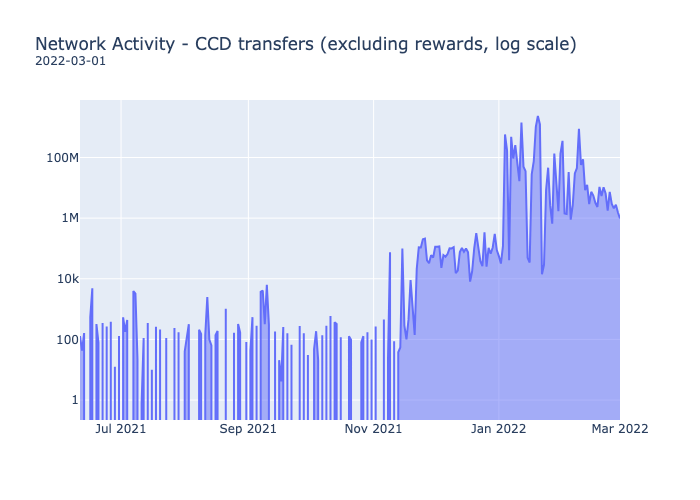 Network Activity - CCD transfers (excluding rewards, log scale)
2022-03-01
100M
1M
10k
100
1
Jul 2021
Sep 2021
Nov 2021
Jan 2022
Mar 2022